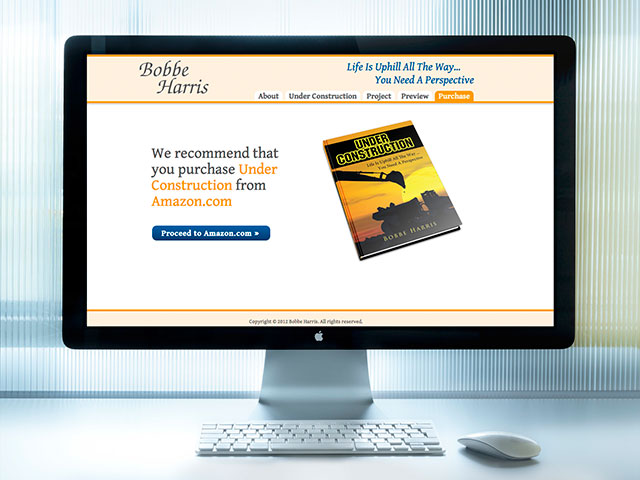 Bobbe
Harris
Life Is Uphill All The Way...
You Need A Perspective
About
Under Construction
Project
Preview
Purchase
We recommend that
you purchase Under
Construction from
Amazon.com
Proceed to Amazon.com »
UNDER
CONSTRUCTION
Life Is Uphill All The Way...
You Need A Perspective
BOBBE HARRIS
Copyright © 2012 Bobbe Harris. All rights reserved.